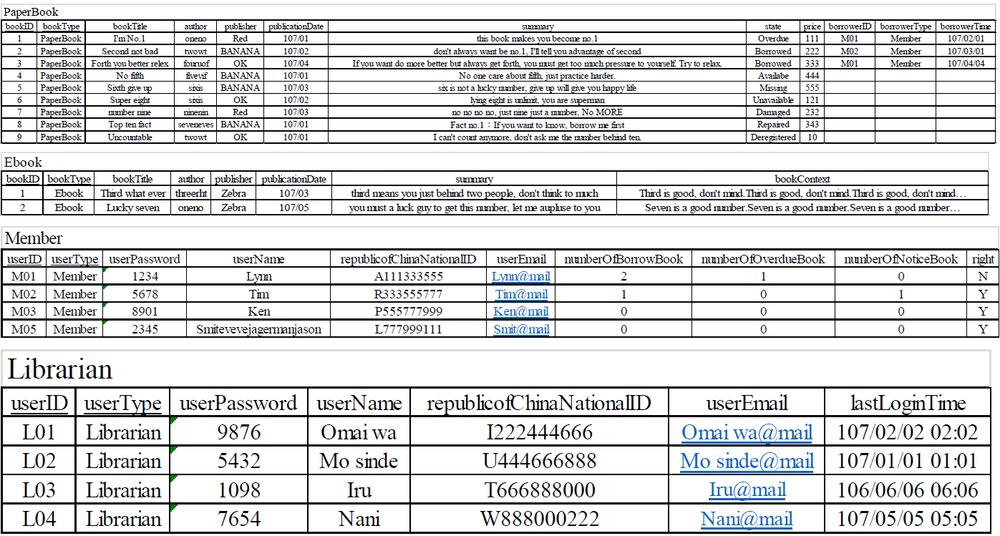 PaperBook
bookID bookType bookTitle author publisher publicationDate summary state price borrowerID borrowerType borrowerTime
1 PaperBook I'm No.1 oneno Red 107/01 this book makes you become no.1 Overdue 111 M01 Member 107/02/01
2 PaperBook Second not bad twowt BANANA 107/02 don't always want be no.1, I'll tell you advantage of second Borrowed 222 M02 Member 107/03/01
3 PaperBook Forth you better relex fouruof OK 107/04 If you want do more better but always get forth, you must get too much pressure to yourself. Try to relax. Borrowed 333 M01 Member 107/04/04
4 PaperBook No fifth fivevif BANANA 107/01 No one care about fifth, just practice harder. Availabe 444
5 PaperBook Sixth give up sixis BANANA 107/03 six is not a lucky number, give up will give you happy life Missing 555
6 PaperBook Super eight sixis OK 107/02 lying eight is unlimit, you are superman Unavailable 121
7 PaperBook number nine ninenin Red 107/03 no no no no, just nine just a number, No MORE Damaged 232
8 PaperBook Top ten fact seveneves BANANA 107/01 Fact no.1：If you want to know, borrow me first Repaired 343
9 PaperBook Uncountable twowt OK 107/01 I can't count anymore, don't ask me the number behind ten. Deregistered 10
Ebook
bookID bookType bookTitle author publisher publicationDate summary bookContext
1 Ebook Third what ever threerht Zebra 107/03 third means you just behind two people, don't think to much Third is good, don't mind.Third is good, don't mind.Third is good, don't mind…
2 Ebook Lucky seven oneno Zebra 107/05 you must a luck guy to get this number, let me aupluse to you Seven is a good number.Seven is a good number.Seven is a good number…
Member
userID userType userPassword userName republicofChinaNationalID userEmail numberOfBorrowBook numberOfOverdueBook numberOfNoticeBook right
M01 Member 1234 Lynn A111333555 Lynn@mail 2 1 0 N
M02 Member 5678 Tim R333555777 Tim@mail 1 0 1 Y
M03 Member 8901 Ken P555777999 Ken@mail 0 0 0 Y
M05 Member 2345 Smitevevejagermanjason L777999111 Smit@mail 0 0 0 Y
Librarian
userID userType userPassword userName republicofChinaNationalID userEmail lastLoginTime
L01 Librarian 9876 Omai wa I222444666 Omai wa@mail 107/02/02 02:02
L02 Librarian 5432 Mo sinde U444666888 Mo sinde@mail 107/01/01 01:01
L03 Librarian 1098 Iru T666888000 Iru@mail 106/06/06 06:06
L04 Librarian 7654 Nani W888000222 Nani@mail 107/05/05 05:05